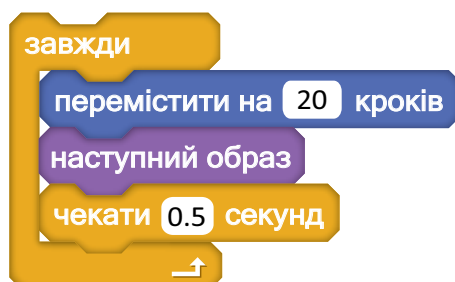 завжди
перемістити на 20 кроків
наступний образ
чекати 0.5 секунд